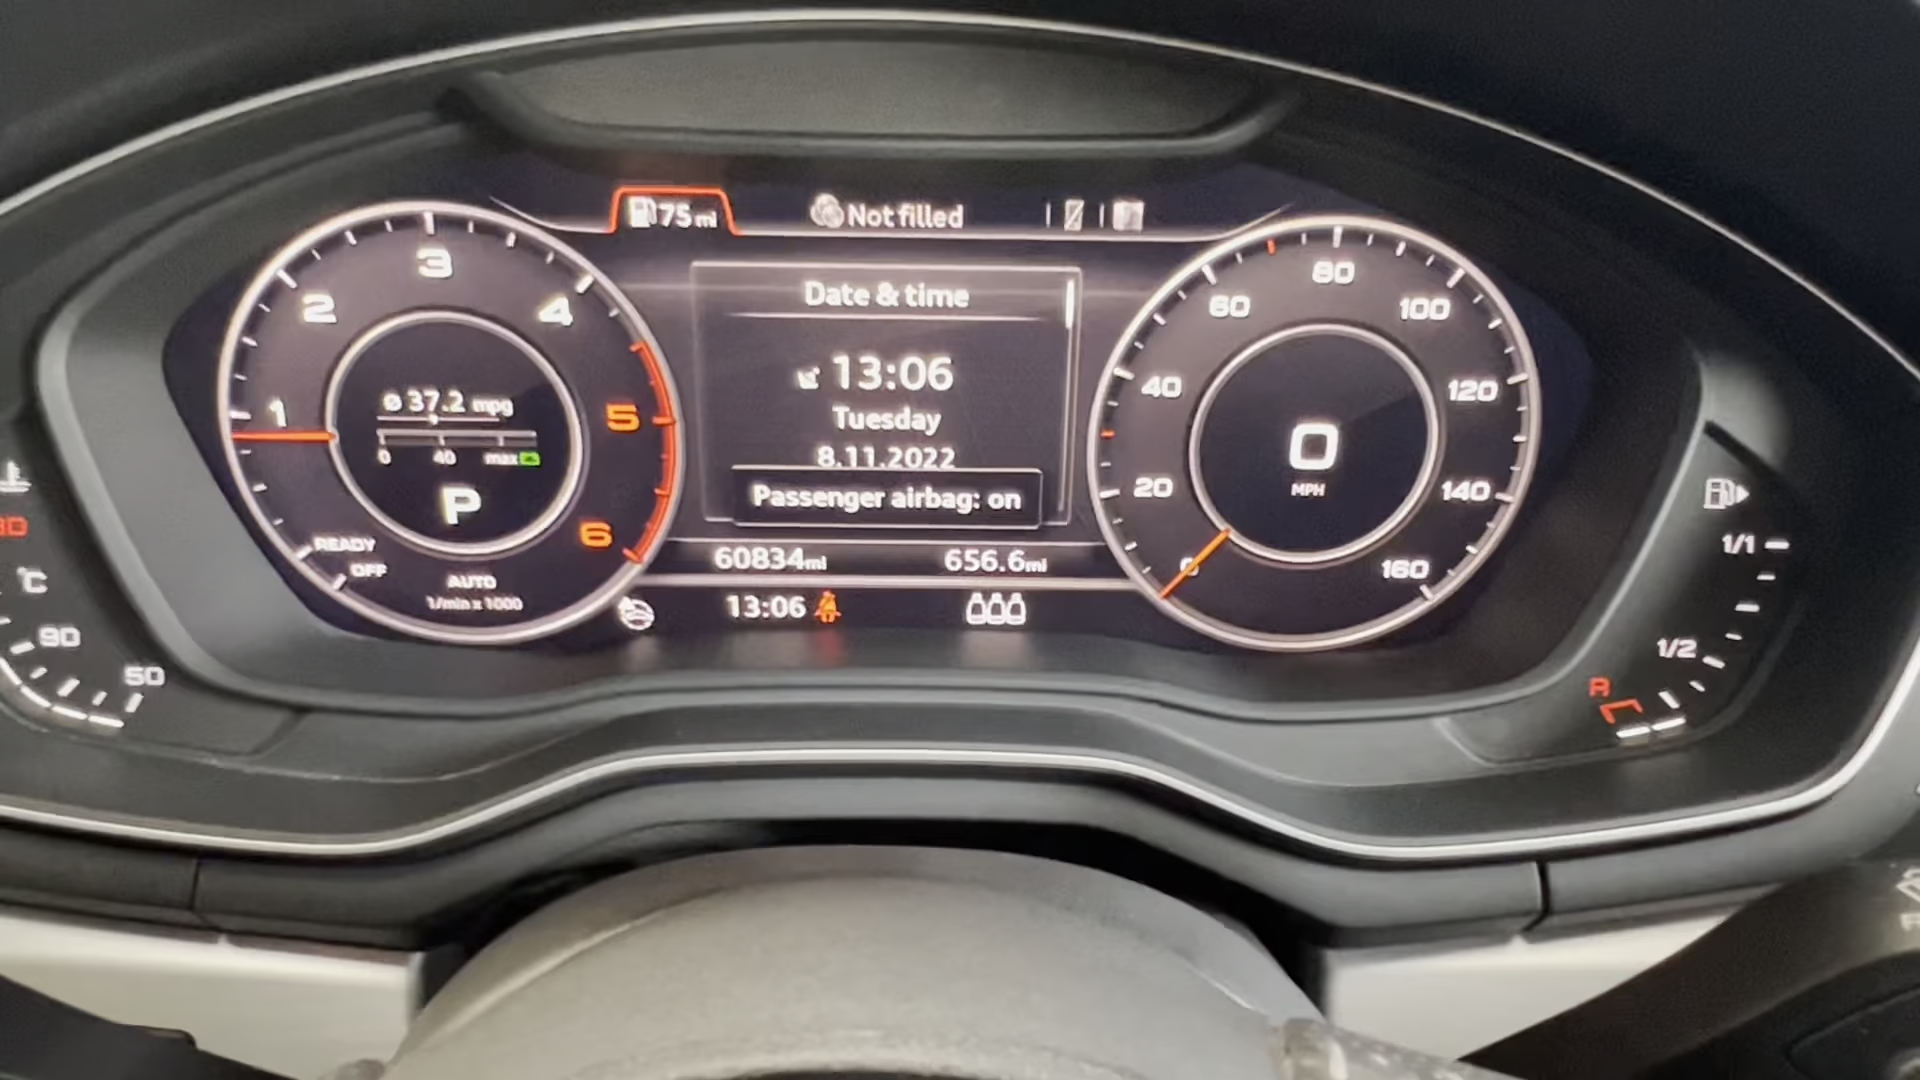 75 mi
Not filled
Date & time
13:06
Tuesday
8.11.2022
Passenger airbag: on
60834mi
656.6mi
13:06
1
2
3
4
5
6
ø 37.2 mpg
0 40 max
P
READY
OFF
AUTO
1/min x 1000
20
40
60
80
100
120
140
160
0
MPH
°C
90
50
1/1
1/2
R